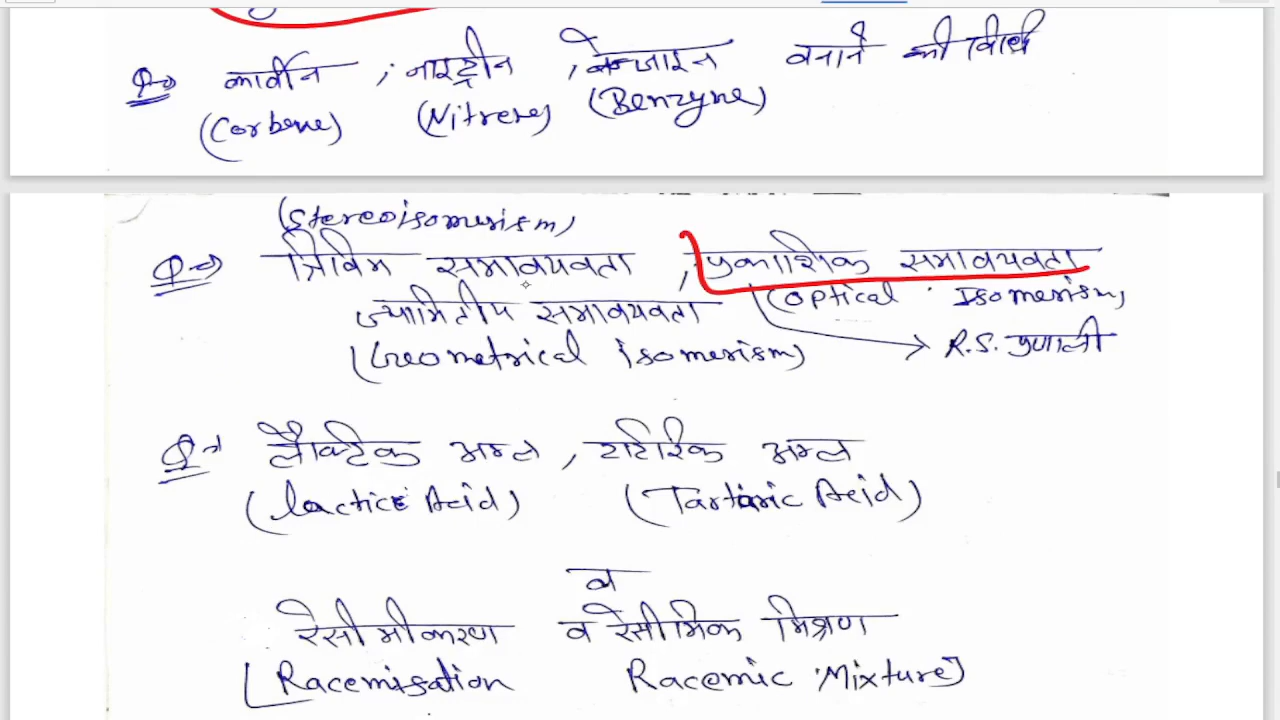 Q→ कार्बीन , नाइट्रीन , बेन्जाइन बनाने की विधि
(Carbene) (Nitrene) (Benzyne)
(Stereoisomerism)
Q→ त्रिविम समावयवता , प्रकाशिक समावयवता
ज्यामितीय समावयवता (optical Isomerism)
(Geometrical isomerism) → R.S. प्रणाली
Q→ लैक्टिक अम्ल , टार्टरिक अम्ल
(lactic Acid) (Tartaric Acid)
व
रेसीमीकरण व रेसीमिक मिश्रण
[Racemisation Racemic Mixture]